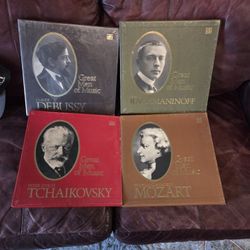 Great
Men of
Music
DEBUSSY
Great
Men of
Music
RACHMANINOFF
Great
Men
of Music
TCHAIKOVSKY
Great
Men of
Music
MOZART